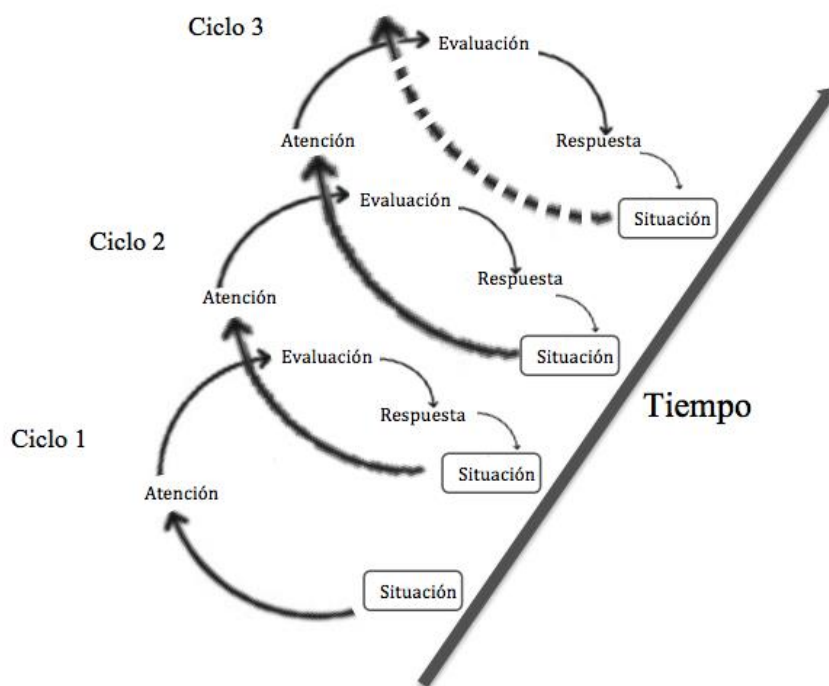 Ciclo 3
Evaluación
Atención
Respuesta
Evaluación
Situación
Ciclo 2
Respuesta
Atención
Evaluación
Situación
Tiempo
Respuesta
Ciclo 1
Situación
Atención
Situación